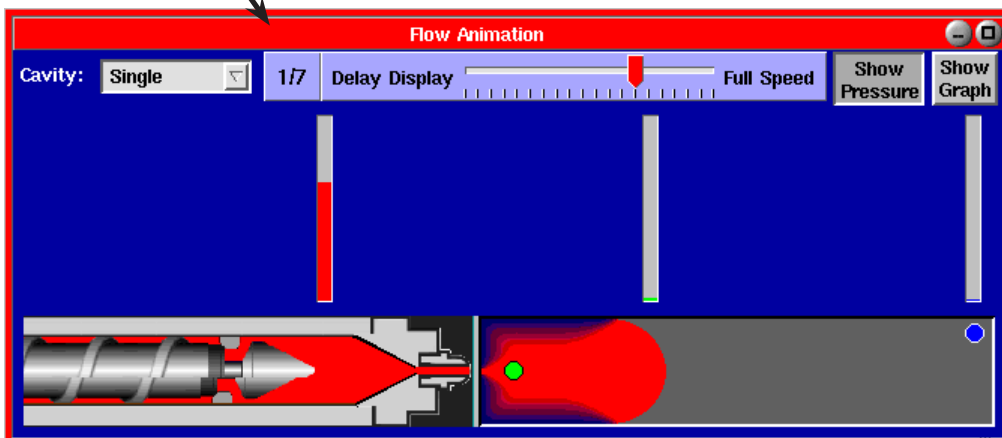 Flow Animation
Cavity: Single 1/7 Delay Display Full Speed Show Pressure Show Graph